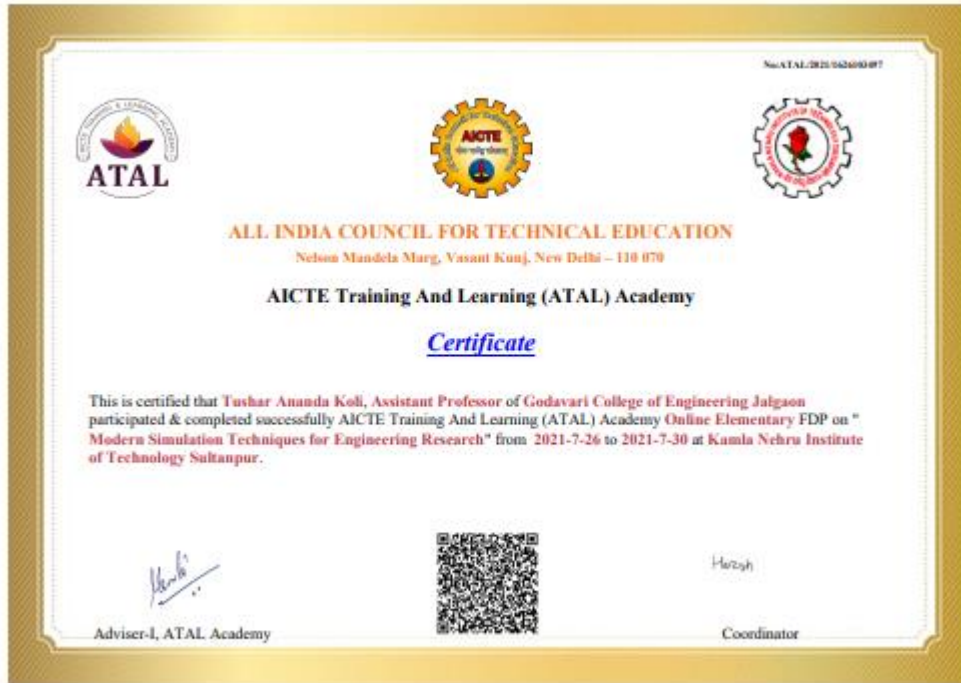 No:ATAL/2021/1626103497
ATAL
AICTE
ALL INDIA COUNCIL FOR TECHNICAL EDUCATION
Nelson Mandela Marg, Vasant Kunj, New Delhi – 110 070
AICTE Training And Learning (ATAL) Academy
Certificate
This is certified that Tushar Ananda Koli, Assistant Professor of Godavari College of Engineering Jalgaon
participated & completed successfully AICTE Training And Learning (ATAL) Academy Online Elementary FDP on "
Modern Simulation Techniques for Engineering Research" from 2021-7-26 to 2021-7-30 at Kamla Nehru Institute
of Technology Sultanpur.
Adviser-I, ATAL Academy
Coordinator